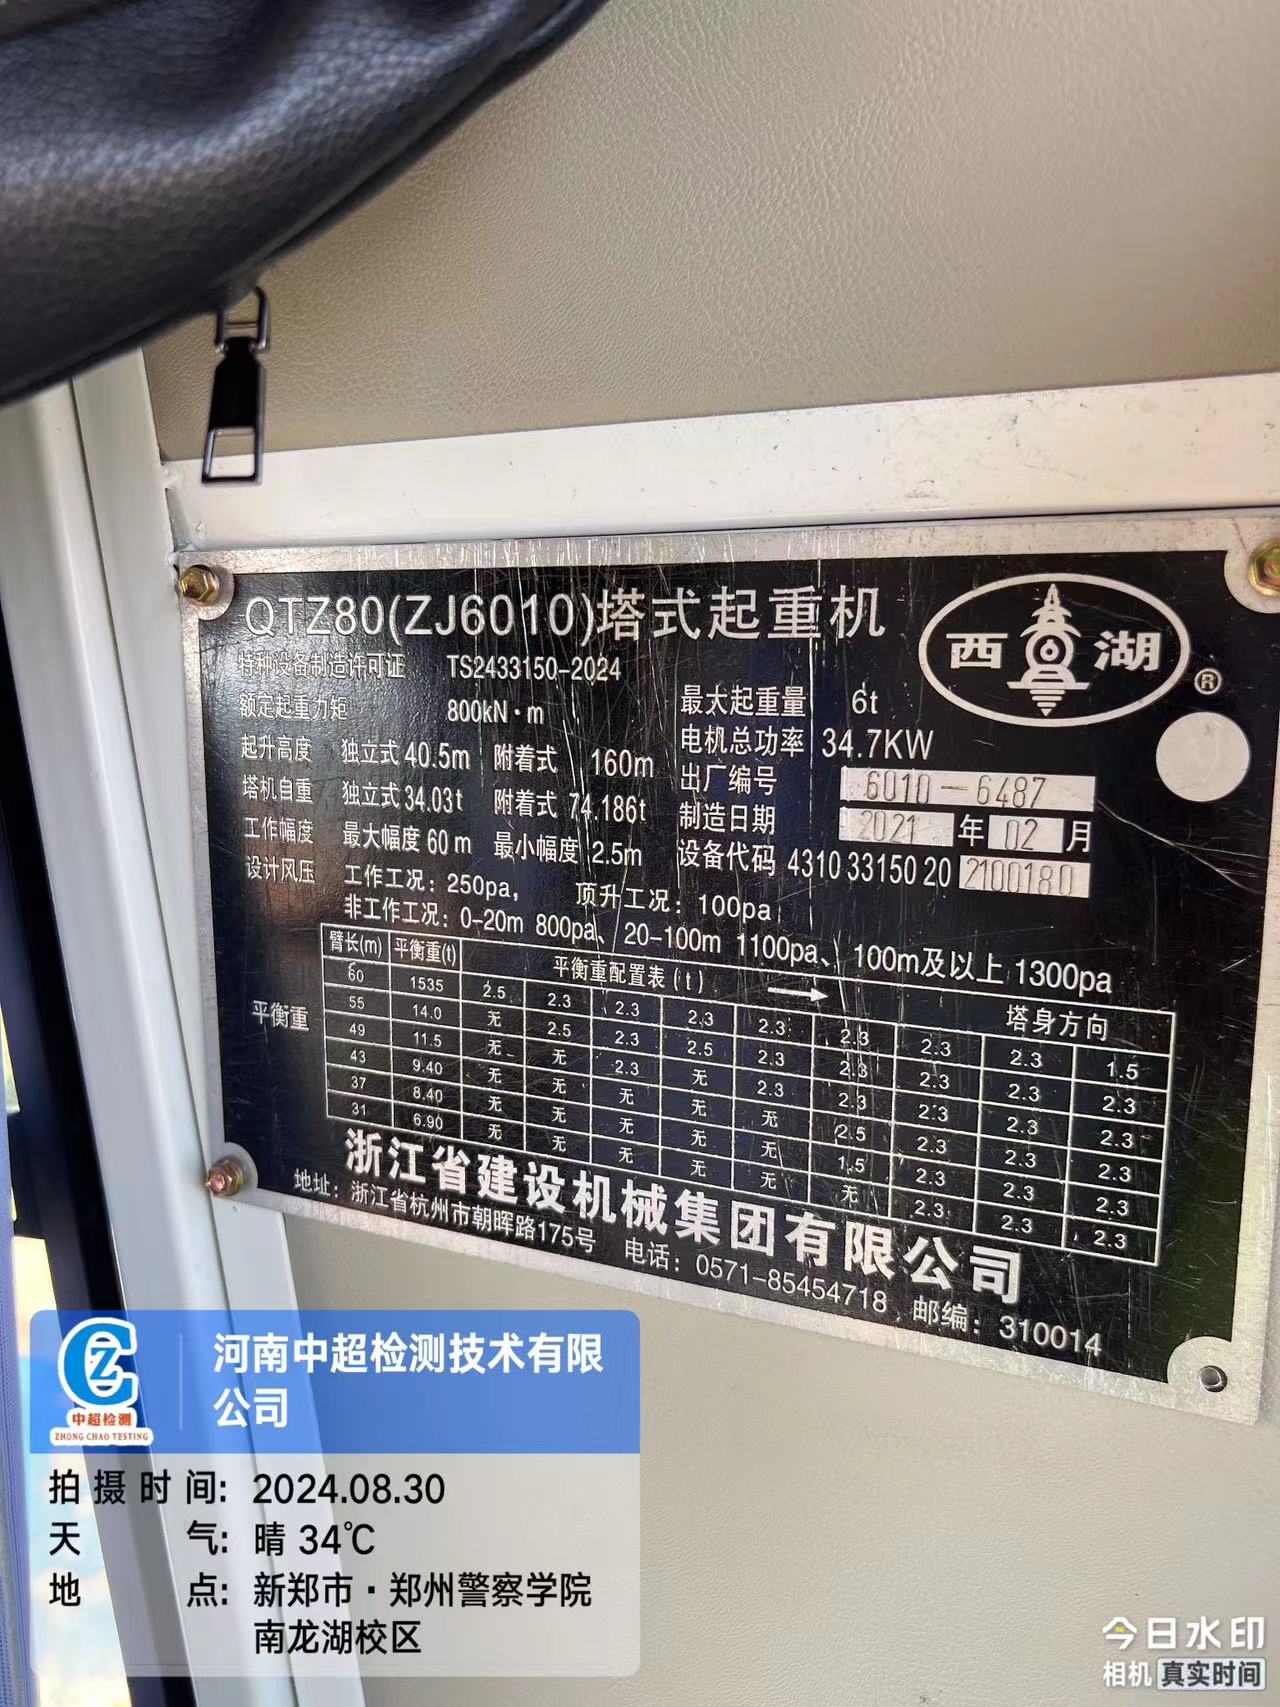 QTZ80(ZJ6010)塔式起重机
西湖
®
特种设备制造许可证 TS2433150-2024
额定起重力矩 800kN·m
最大起重量 6t
起升高度 独立式 40.5m 附着式 160m
电机总功率 34.7KW
塔机自重 独立式 34.03t 附着式 74.186t
出厂编号 6010-6487
工作幅度 最大幅度 60 m 最小幅度 2.5m
制造日期 2021 年 02 月
设计风压 工作工况: 250pa, 顶升工况: 100pa
设备代码 4310 33150 20 2100180
非工作工况: 0-20m 800pa、20-100m 1100pa、100m及以上 1300pa
平衡重
臂长(m) 平衡重(t) 平衡重配置表(t) → 塔身方向
60 1535 2.5 2.3 2.3 2.3 2.3 2.3 2.3 2.3 1.5
55 14.0 无 2.5 2.3 2.5 2.3 2.3 2.3 2.3 2.3
49 11.5 无 无 2.3 无 2.3 2.3 2.3 2.3 2.3
43 9.40 无 无 无 无 无 2.5 2.3 2.3 2.3
37 8.40 无 无 无 无 无 1.5 2.3 2.3 2.3
31 6.90 无 无 无 无 无 无 2.3 2.3 2.3
浙江省建设机械集团有限公司
地址: 浙江省杭州市朝晖路175号 电话: 0571-85454718 邮编: 310014
中超检测
ZHONG CHAO TESTING
河南中超检测技术有限
公司
拍摄时间: 2024.08.30
天气: 晴 34℃
地点: 新郑市·郑州警察学院
南龙湖校区
今日水印
相机 真实时间